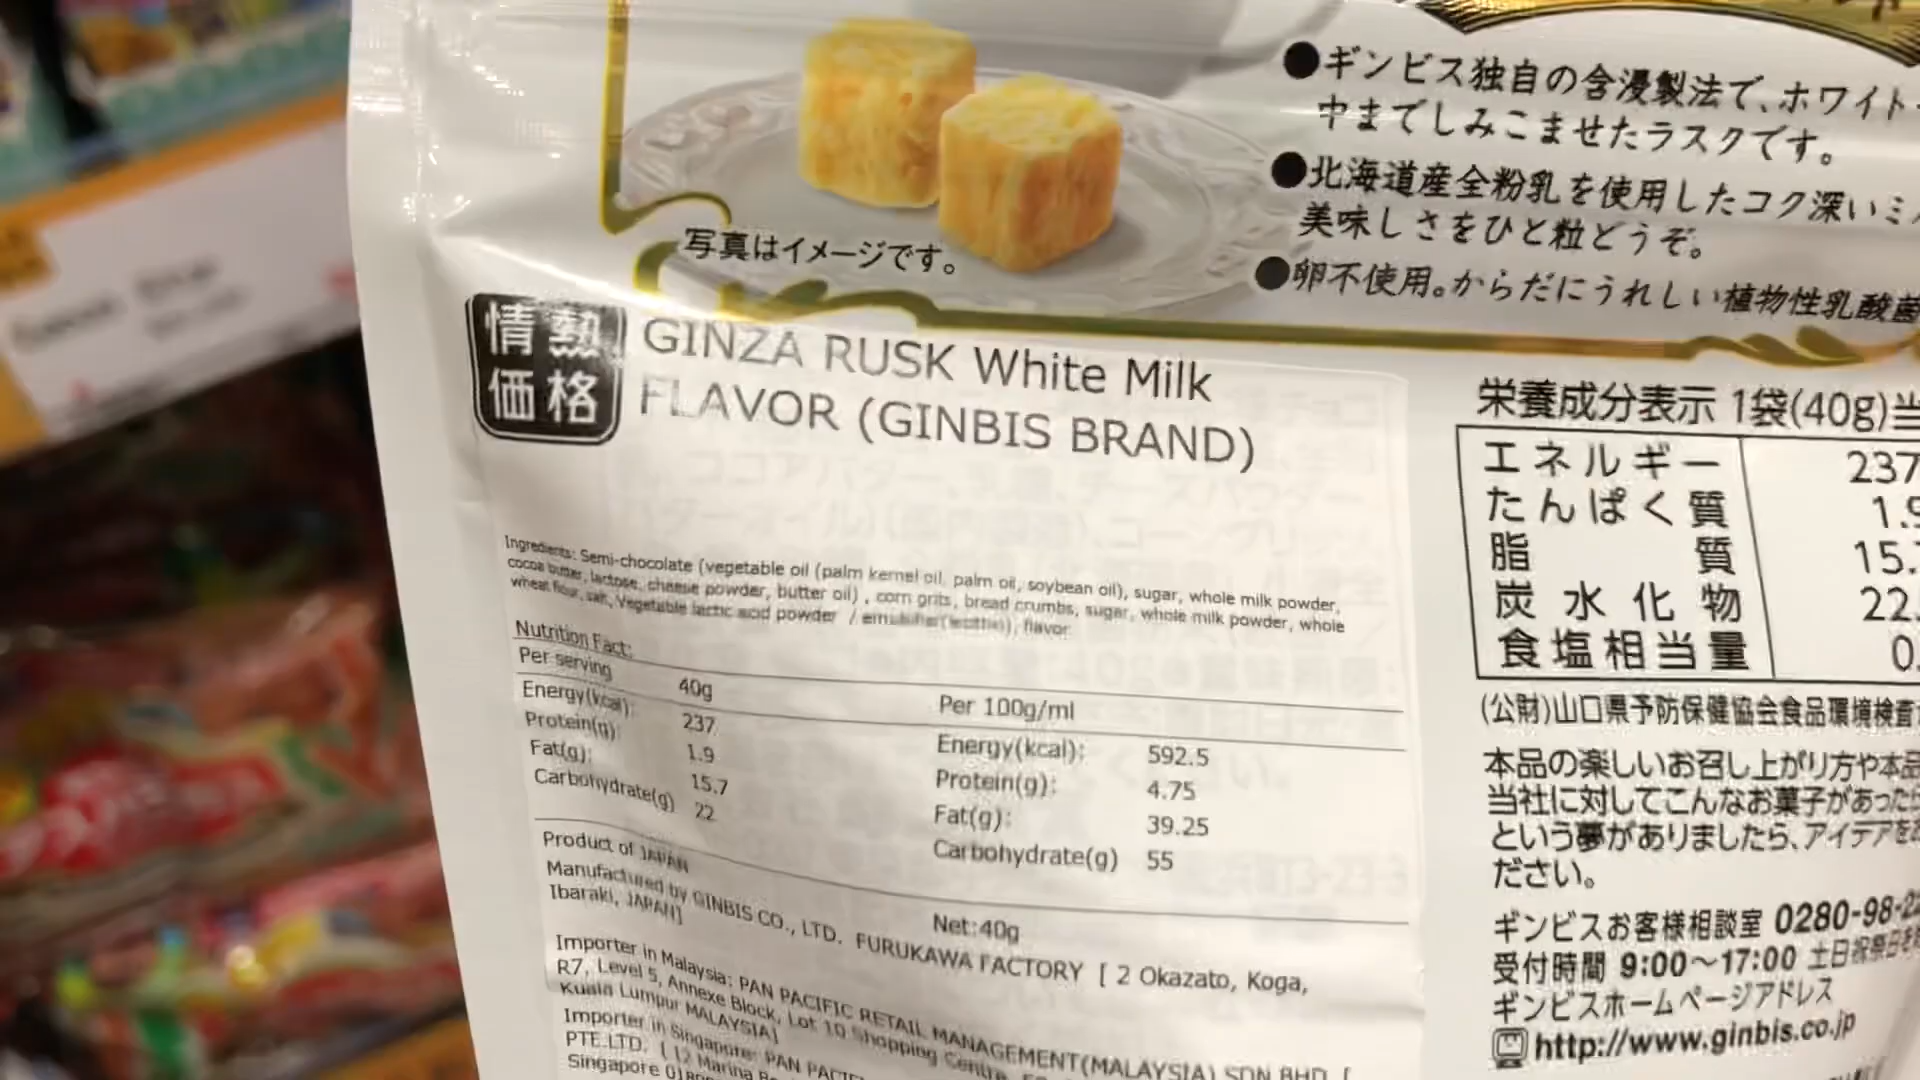 ●ギンビス独自の含浸製法で、ホワイト
中までしみこませたラスクです。
●北海道産全粉乳を使用したコク深いミ
美味しさをひと粒どうぞ。
●卵不使用。からだにうれしい植物性乳酸菌
写真はイメージです。
情熱
価格
GINZA RUSK White Milk
FLAVOR (GINBIS BRAND)
Ingredients: Semi-chocolate (vegetable oil (palm kernel oil, palm oil, soybean oil), sugar, whole milk powder,
cocoa butter, lactose, cheese powder, butter oil) , corn grits, bread crumbs, sugar, whole milk powder, whole
wheat flour, salt, Vegetable lactic acid powder / emulsifier(lecithin), flavor
Nutrition Fact:
Per serving 40g Per 100g/ml
Energy(kcal): 237 Energy(kcal): 592.5
Protein(g): 1.9 Protein(g): 4.75
Fat(g): 15.7 Fat(g): 39.25
Carbohydrate(g) 22 Carbohydrate(g) 55
Product of JAPAN Net:40g
Manufactured by GINBIS CO., LTD. FURUKAWA FACTORY [ 2 Okazato, Koga,
Ibaraki, JAPAN]
Importer in Malaysia: PAN PACIFIC RETAIL MANAGEMENT(MALAYSIA) SDN BHD [
R7, Level 5, Annexe Block, Lot 10 Shopping Centre,
Kuala Lumpur MALAYSIA]
Importer in Singapore: PAN PACIF
PTE.LTD. [ 12 Marina
Singapore
栄養成分表示 1袋(40g)当
エネルギー 237
たんぱく質 1.9
脂質 15.
炭水化物 22.
食塩相当量 0.
(公財)山口県予防保健協会食品環境検査
本品の楽しいお召し上がり方や本品
当社に対してこんなお菓子があったら
という夢がありましたら、アイデアを
ださい。
ギンビスお客様相談室 0280-98-22
受付時間 9:00～17:00 土日祝祭日を
ギンビスホームページアドレス
http://www.ginbis.co.jp